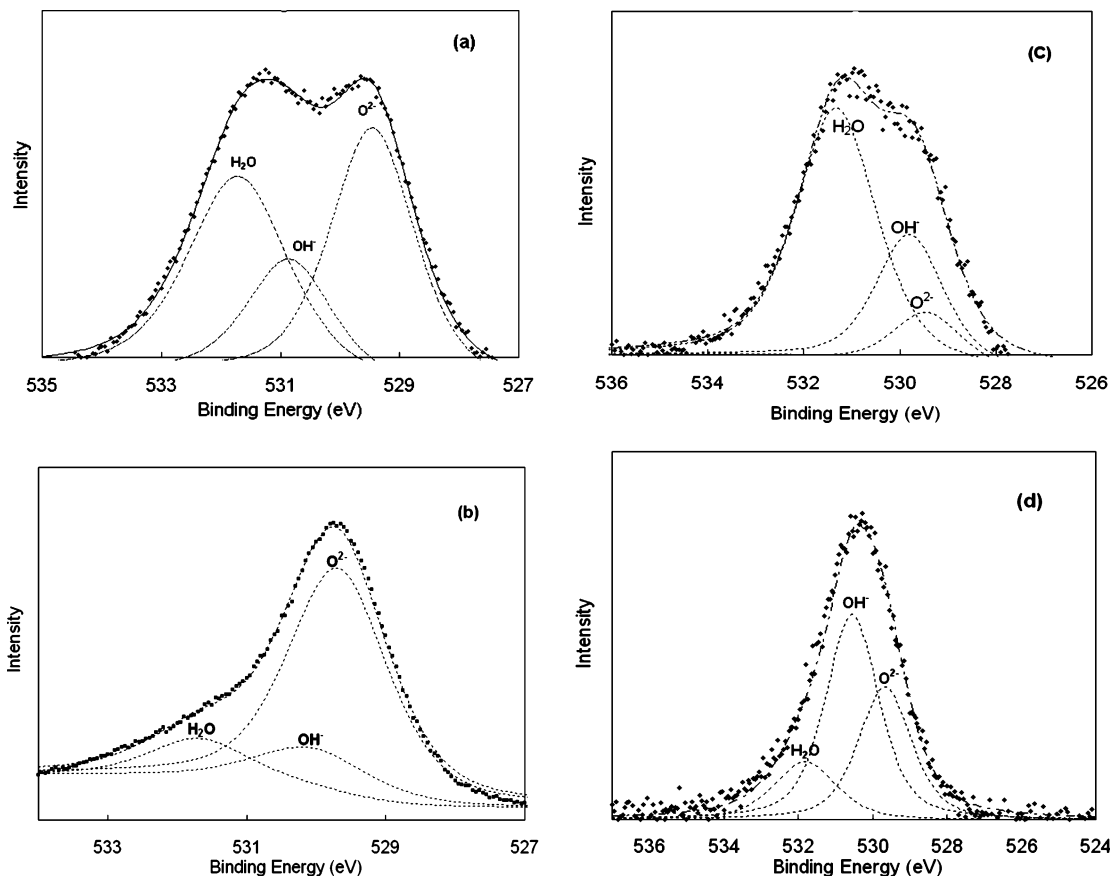 (a)
Intensity
H₂O
OH⁻
O²⁻
535 533 531 529 527
Binding Energy (eV)
(C)
Intensity
H₂O
OH⁻
O²⁻
536 534 532 530 528 526
Binding Energy (eV)
(b)
Intensity
O²⁻
H₂O
OH⁻
533 531 529 527
Binding Energy (eV)
(d)
Intensity
OH⁻
O²⁻
H₂O
536 534 532 530 528 526 524
Binding Energy (eV)